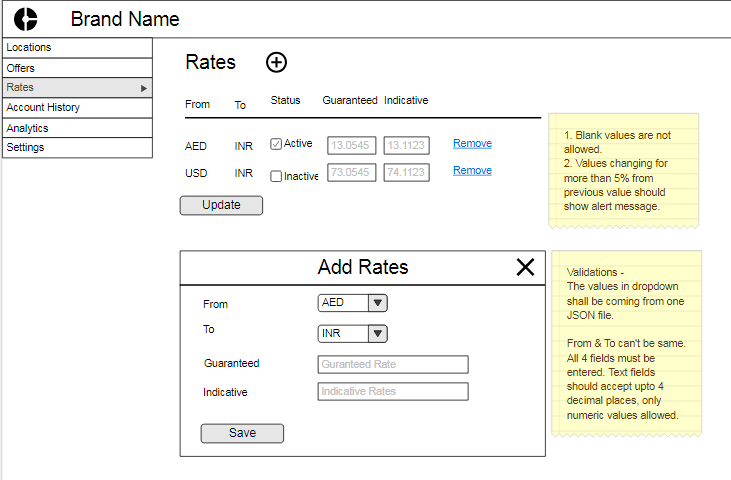 Brand Name
Locations
Offers
Rates
Account History
Analytics
Settings
Rates
From To Status Guaranteed Indicative
AED INR Active 13.0545 13.1123 Remove
USD INR Inactive 73.0545 74.1123 Remove
Update
1. Blank values are not
allowed.
2. Values changing for
more than 5% from
previous value should
show alert message.
Add Rates
From AED
To INR
Guaranteed Guranteed Rate
Indicative Indicative Rates
Save
Validations -
The values in dropdown
shall be coming from one
JSON file.
From & To can't be same.
All 4 fields must be
entered. Text fields
should accept upto 4
decimal places, only
numeric values allowed.